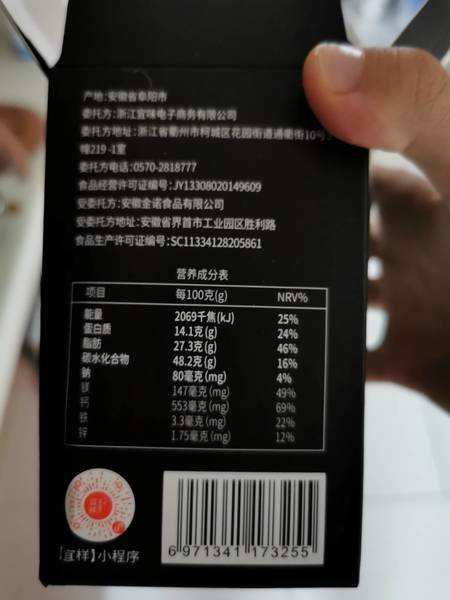 产地:安徽省阜阳市
委托方:浙江宜味电子商务有限公司
委托方地址:浙江省衢州市柯城区花园街道通衢街10号3
幢219 -1室
委托方电话:0570-2818777
食品经营许可证编号:JY13308020149609
受委托方:安徽金诺食品有限公司
受委托方地址:安徽省界首市工业园区胜利路
食品生产许可证编号:SC11334128205861
营养成分表
项目 每100克(g) NRV%
能量 2069千焦(kJ) 25%
蛋白质 14.1克(g) 24%
脂肪 27.3克(g) 46%
碳水化合物 48.2克(g) 16%
钠 80毫克(mg) 4%
镁 147毫克(mg) 49%
钙 553毫克(mg) 69%
铁 3.3毫克(mg) 22%
锌 1.75毫克(mg) 12%
【宜样】小程序
6 971341 173255